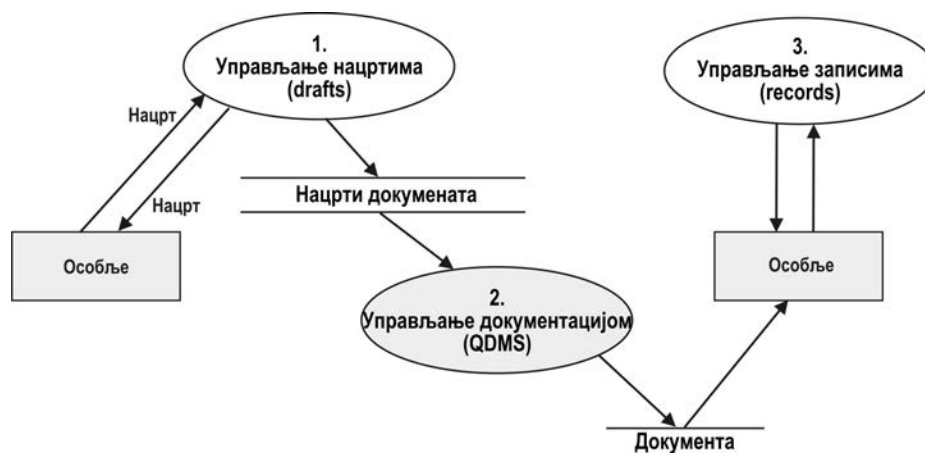 1.
Управљање нацртима
(drafts)
Нацрт
Нацрт
Нацрти докумената
Особље
2.
Управљање документацијом
(QDMS)
Документа
3.
Управљање записима
(records)
Особље